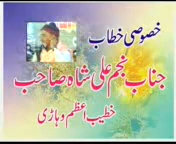 خصوصی خطاب
جناب نجم علی شاہ صاحب
خطیب اعظم وہاڑی